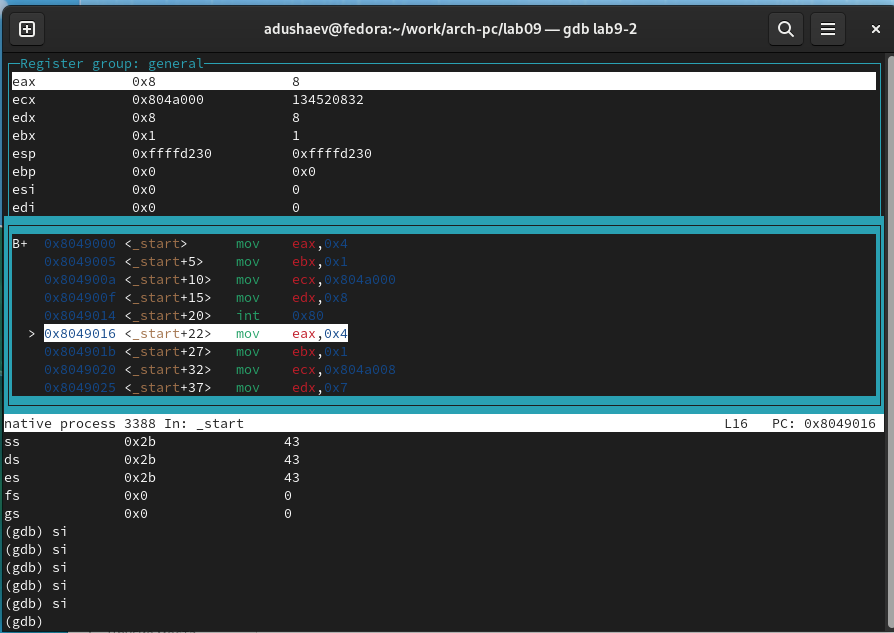 adushaev@fedora:~/work/arch-pc/lab09 — gdb lab9-2
Register group: general
eax 0x8 8
ecx 0x804a000 134520832
edx 0x8 8
ebx 0x1 1
esp 0xffffd230 0xffffd230
ebp 0x0 0x0
esi 0x0 0
edi 0x0 0
B+ 0x8049000 <_start> mov eax,0x4
0x8049005 <_start+5> mov ebx,0x1
0x804900a <_start+10> mov ecx,0x804a000
0x804900f <_start+15> mov edx,0x8
0x8049014 <_start+20> int 0x80
> 0x8049016 <_start+22> mov eax,0x4
0x804901b <_start+27> mov ebx,0x1
0x8049020 <_start+32> mov ecx,0x804a008
0x8049025 <_start+37> mov edx,0x7
native process 3388 In: _start L16 PC: 0x8049016
ss 0x2b 43
ds 0x2b 43
es 0x2b 43
fs 0x0 0
gs 0x0 0
(gdb) si
(gdb) si
(gdb) si
(gdb) si
(gdb) si
(gdb)